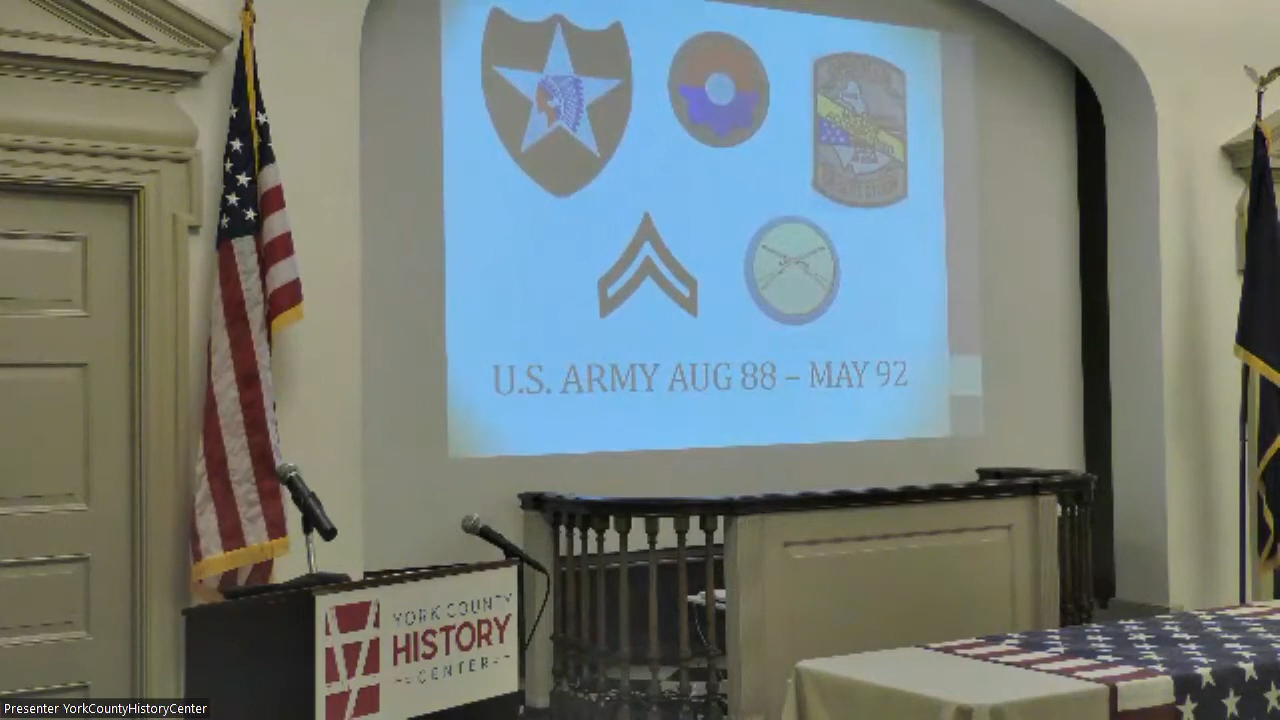 U.S. ARMY AUG 88 – MAY 92
YORK COUNTY
HISTORY
CENTER
Presenter YorkCountyHistoryCenter